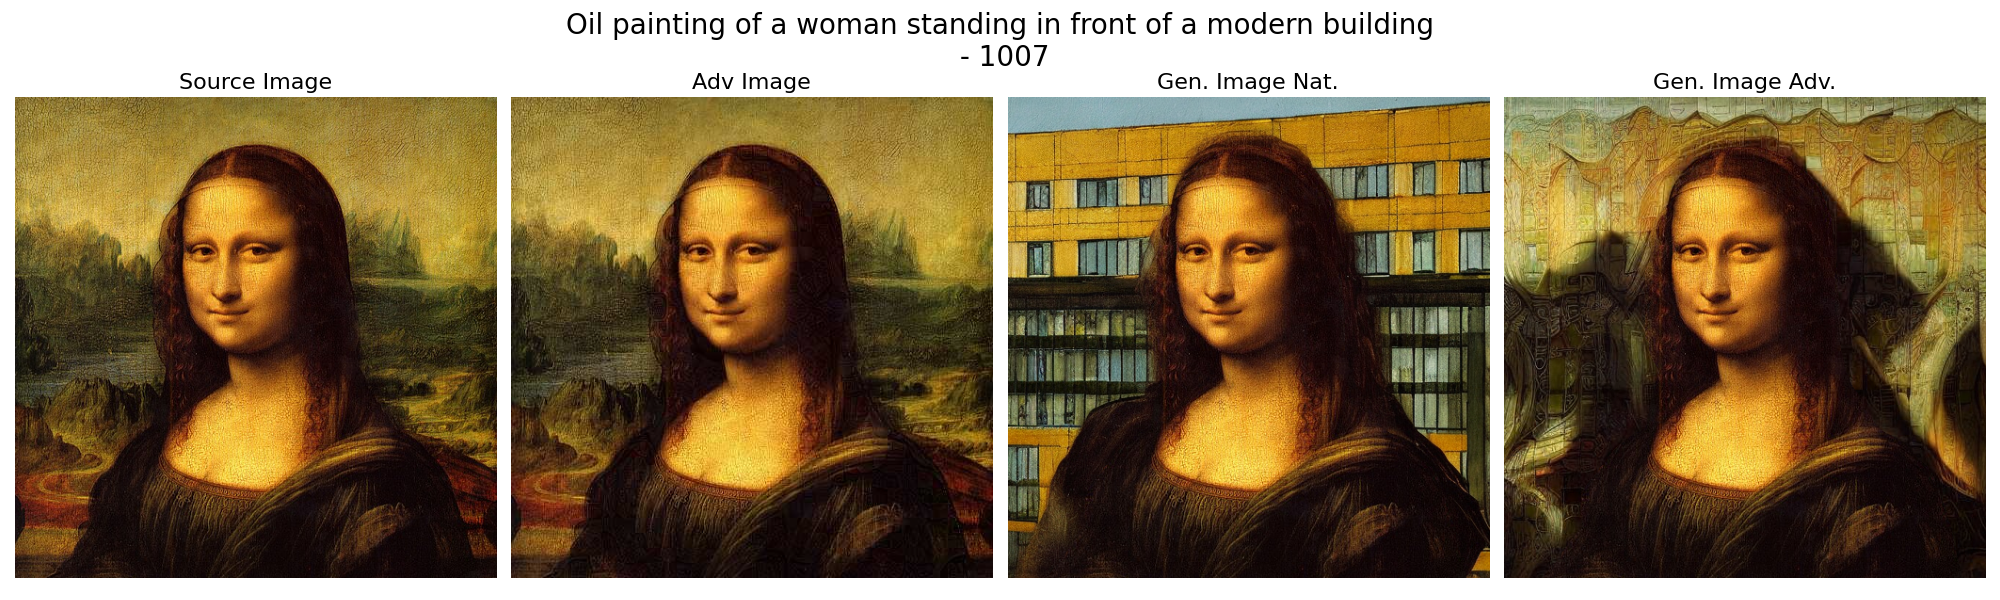 Oil painting of a woman standing in front of a modern building
- 1007
Source Image
Adv Image
Gen. Image Nat.
Gen. Image Adv.